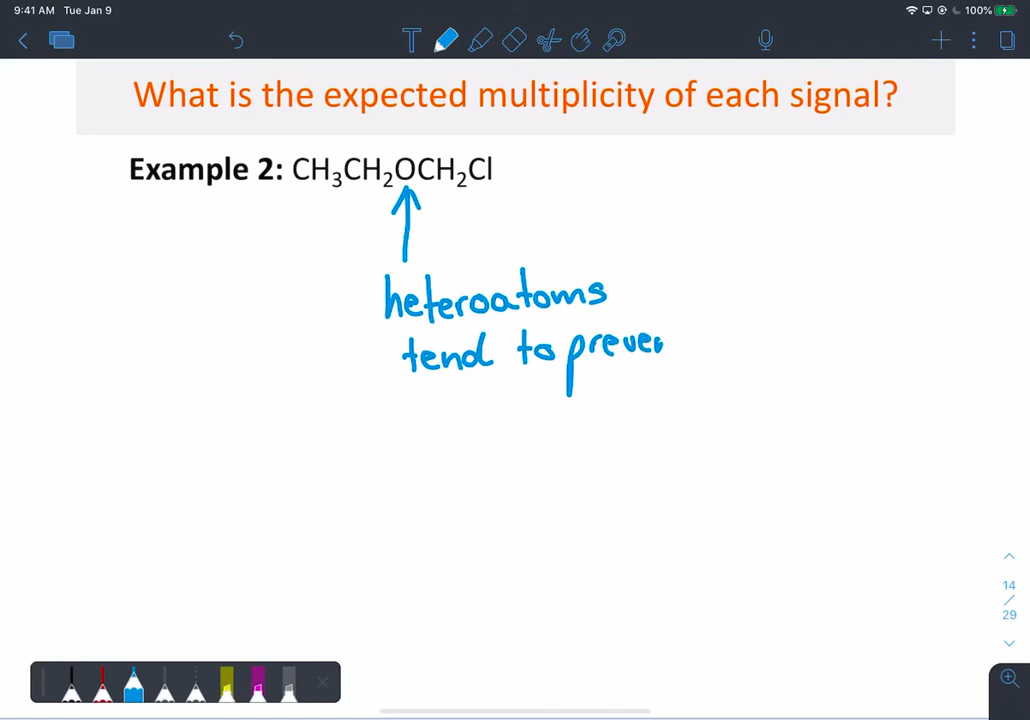 9:41 AM Tue Jan 9 100%
What is the expected multiplicity of each signal?
Example 2: CH₃CH₂OCH₂Cl
heteroatoms
tend to preven
14
/
29